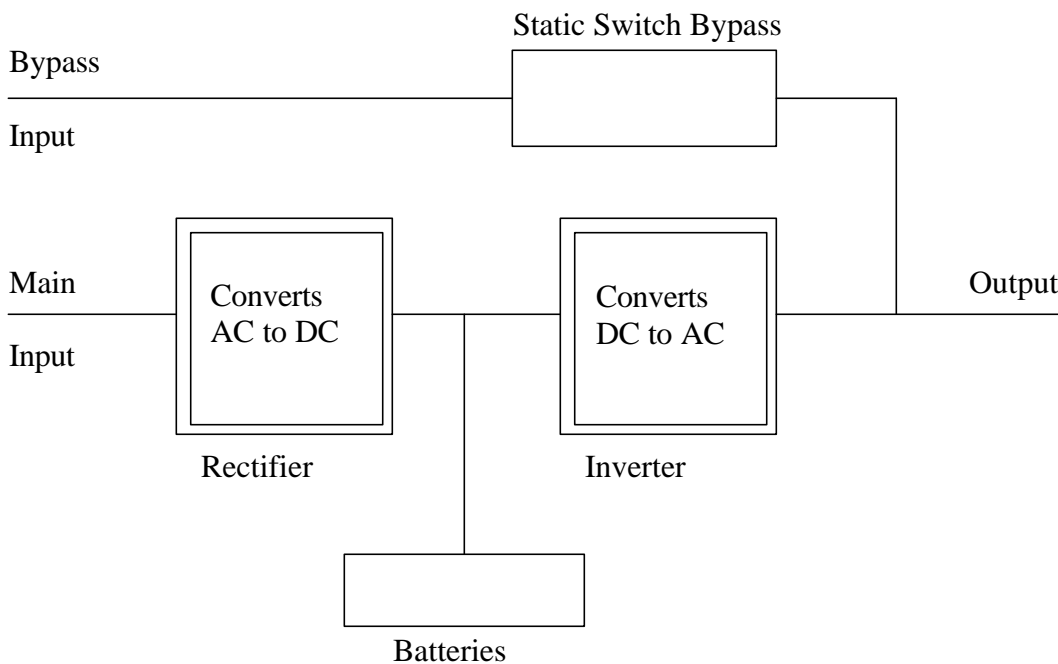 Static Switch Bypass
Bypass
Input
Main
Input
Converts
AC to DC
Rectifier
Converts
DC to AC
Inverter
Output
Batteries